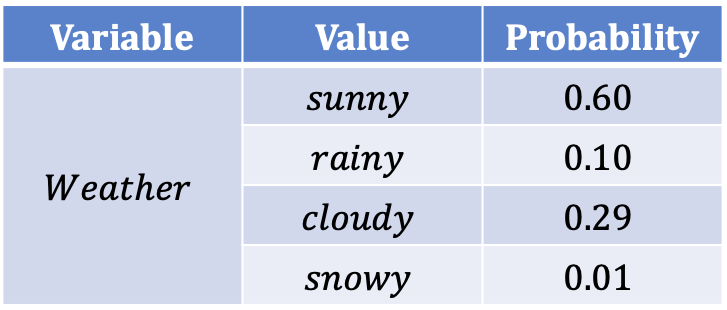 Variable Value Probability
sunny 0.60
rainy 0.10
Weather
cloudy 0.29
snowy 0.01